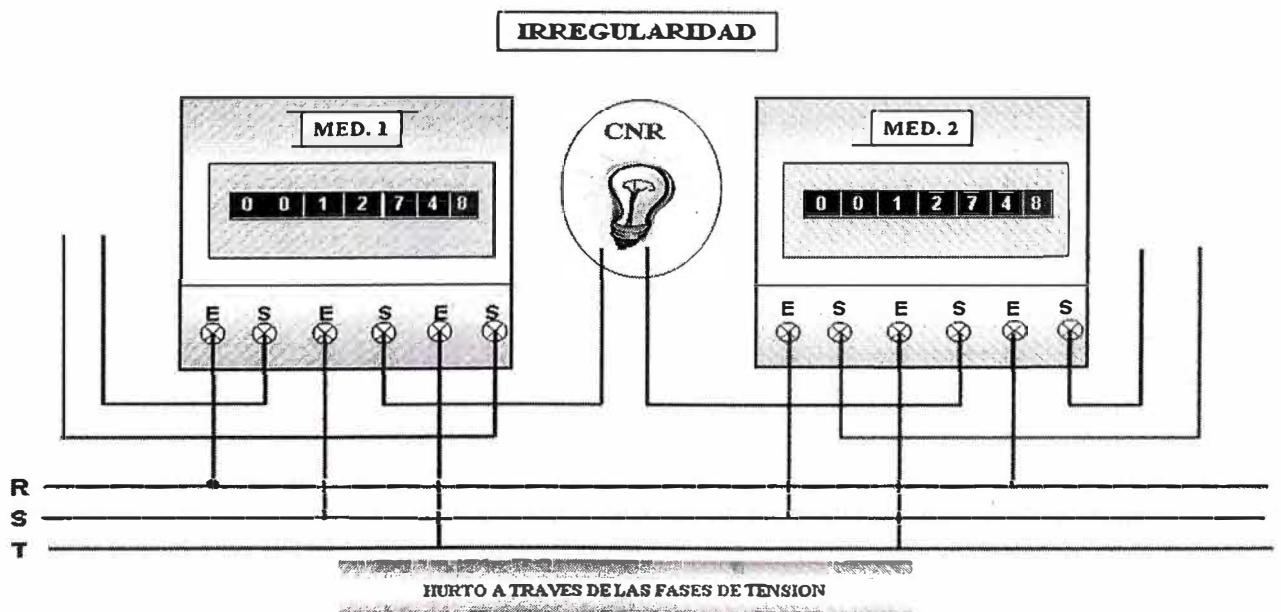 IRREGULARIDAD
MED. 1
CNR
MED. 2
0 0 1 2 7 4 8
0 0 1 2 7 4 8
E S E S E S
E S E S E S
R
S
T
HURTO A TRAVES DE LAS FASES DE TENSION